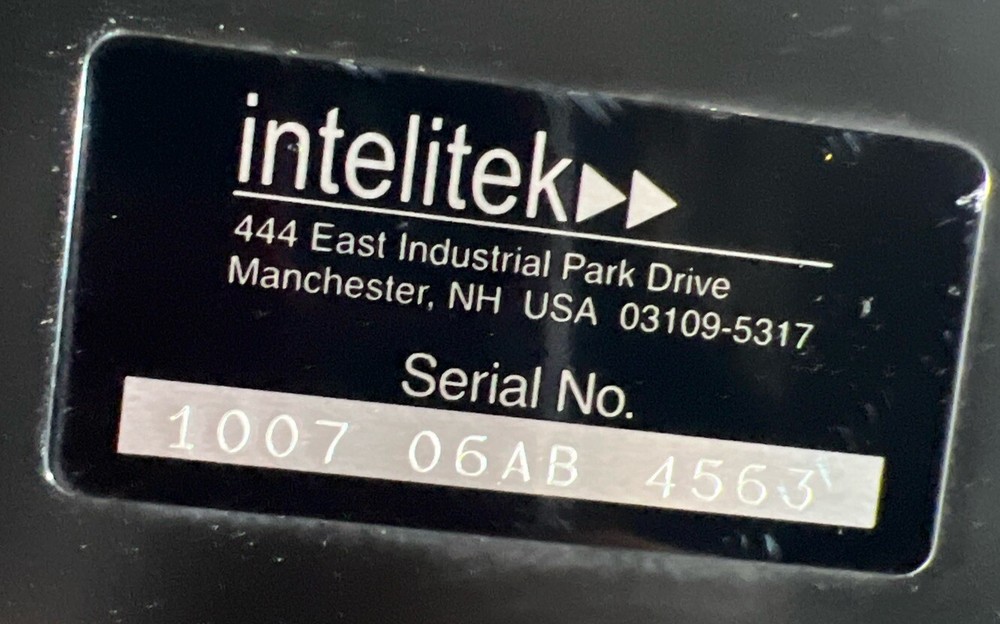 intelitek
444 East Industrial Park Drive
Manchester, NH USA 03109-5317
Serial No.
1007 06AB 4563